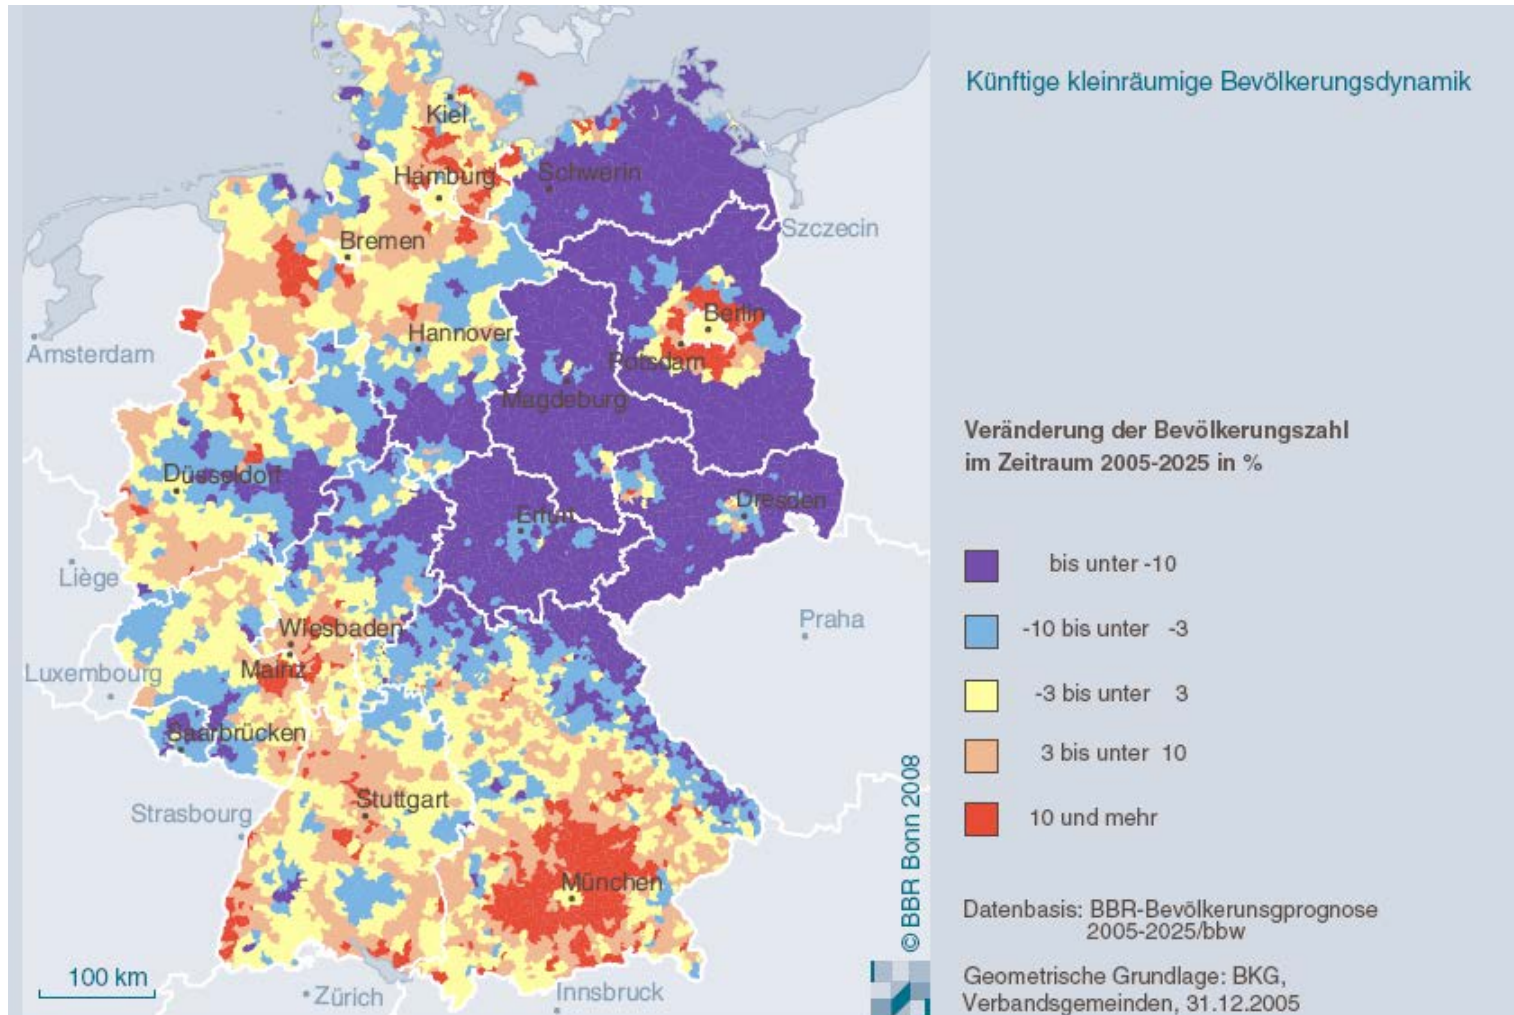 Künftige kleinräumige Bevölkerungsdynamik
Kiel
Hamburg
Schwerin
Szczecin
Bremen
Berlin
Hannover
Amsterdam
Potsdam
Magdeburg
Düsseldorf
Dresden
Erfurt
Liège
Praha
Wiesbaden
Mainz
Luxembourg
Saarbrücken
Stuttgart
Strasbourg
München
100 km
Zürich
Innsbruck
© BBR Bonn 2008
Veränderung der Bevölkerungszahl
im Zeitraum 2005-2025 in %
bis unter -10
-10 bis unter -3
-3 bis unter 3
3 bis unter 10
10 und mehr
Datenbasis: BBR-Bevölkerunsgprognose
2005-2025/bbw
Geometrische Grundlage: BKG,
Verbandsgemeinden, 31.12.2005